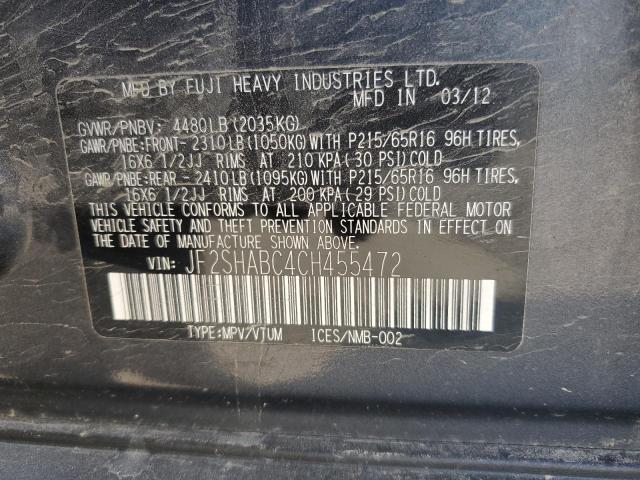 MFD BY FUJI HEAVY INDUSTRIES LTD.
MFD IN 03/12
GVWR/PNBV: 4480LB(2035KG)
GAWR/PNBE:FRONT-2310LB(1050KG)WITH P215/65R16 96H TIRES,
16X6 1/2JJ RIMS AT 210 KPA(30 PSI)COLD
GAWR/PNBE:REAR -2410LB(1095KG)WITH P215/65R16 96H TIRES,
16X6 1/2JJ RIMS AT 200 KPA(29 PSI)COLD
THIS VEHICLE CONFORMS TO ALL APPLICABLE FEDERAL MOTOR
VEHICLE SAFETY AND THEFT PREVENTION STANDARDS IN EFFECT ON
THE DATE OF MANUFACTURE SHOWN ABOVE.
VIN: JF2SHABC4CH455472
TYPE:MPV/VTUM ICES/NMB-002